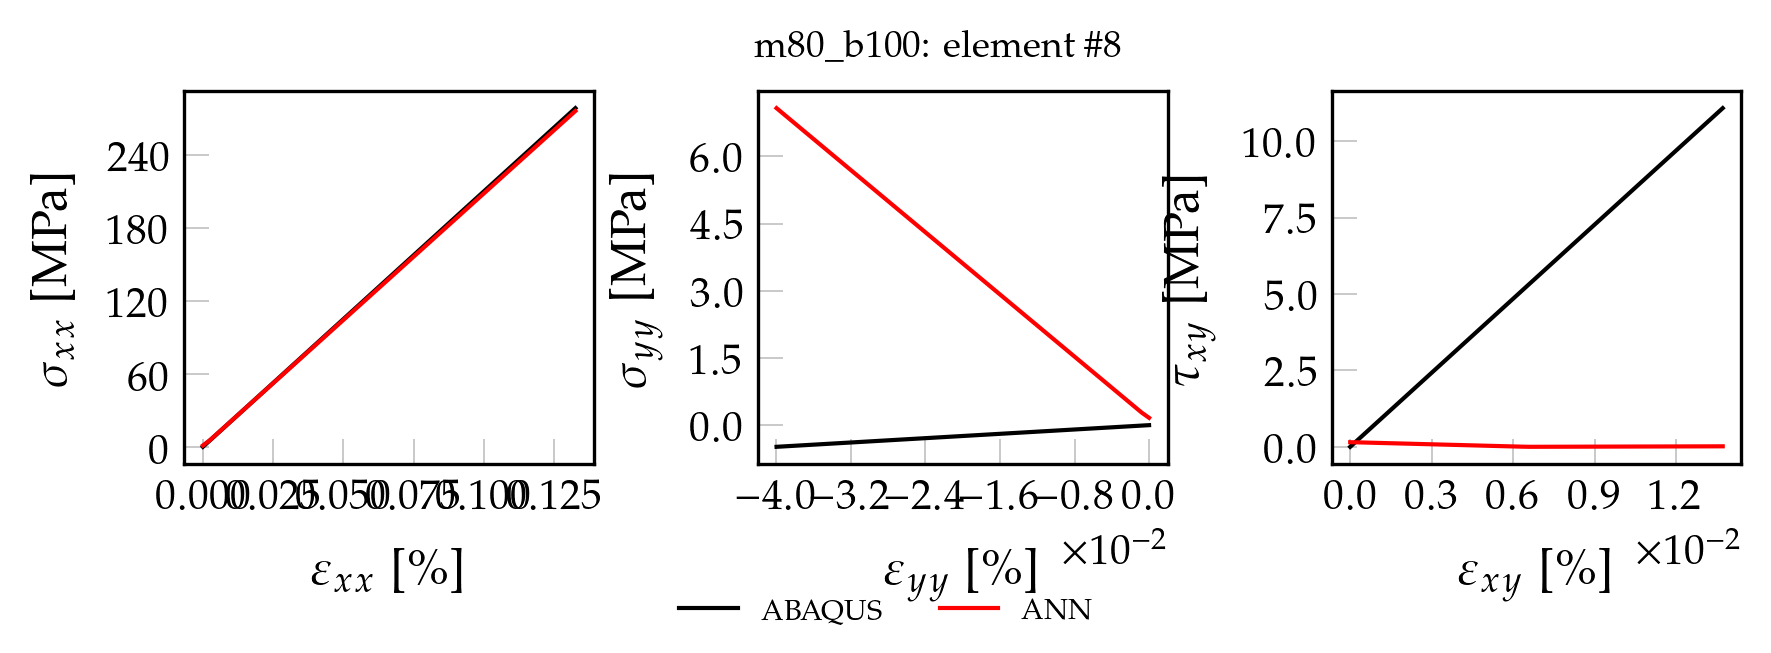 m80_b100: element #8
σxx [MPa]
240
180
120
60
0
0.000 0.025 0.050 0.075 0.100 0.125
εxx [%]
σyy [MPa]
6.0
4.5
3.0
1.5
0.0
−4.0 −3.2 −2.4 −1.6 −0.8 0.0
×10−2
εyy [%]
τxy [MPa]
10.0
7.5
5.0
2.5
0.0
0.0 0.3 0.6 0.9 1.2
×10−2
εxy [%]
ABAQUS ANN